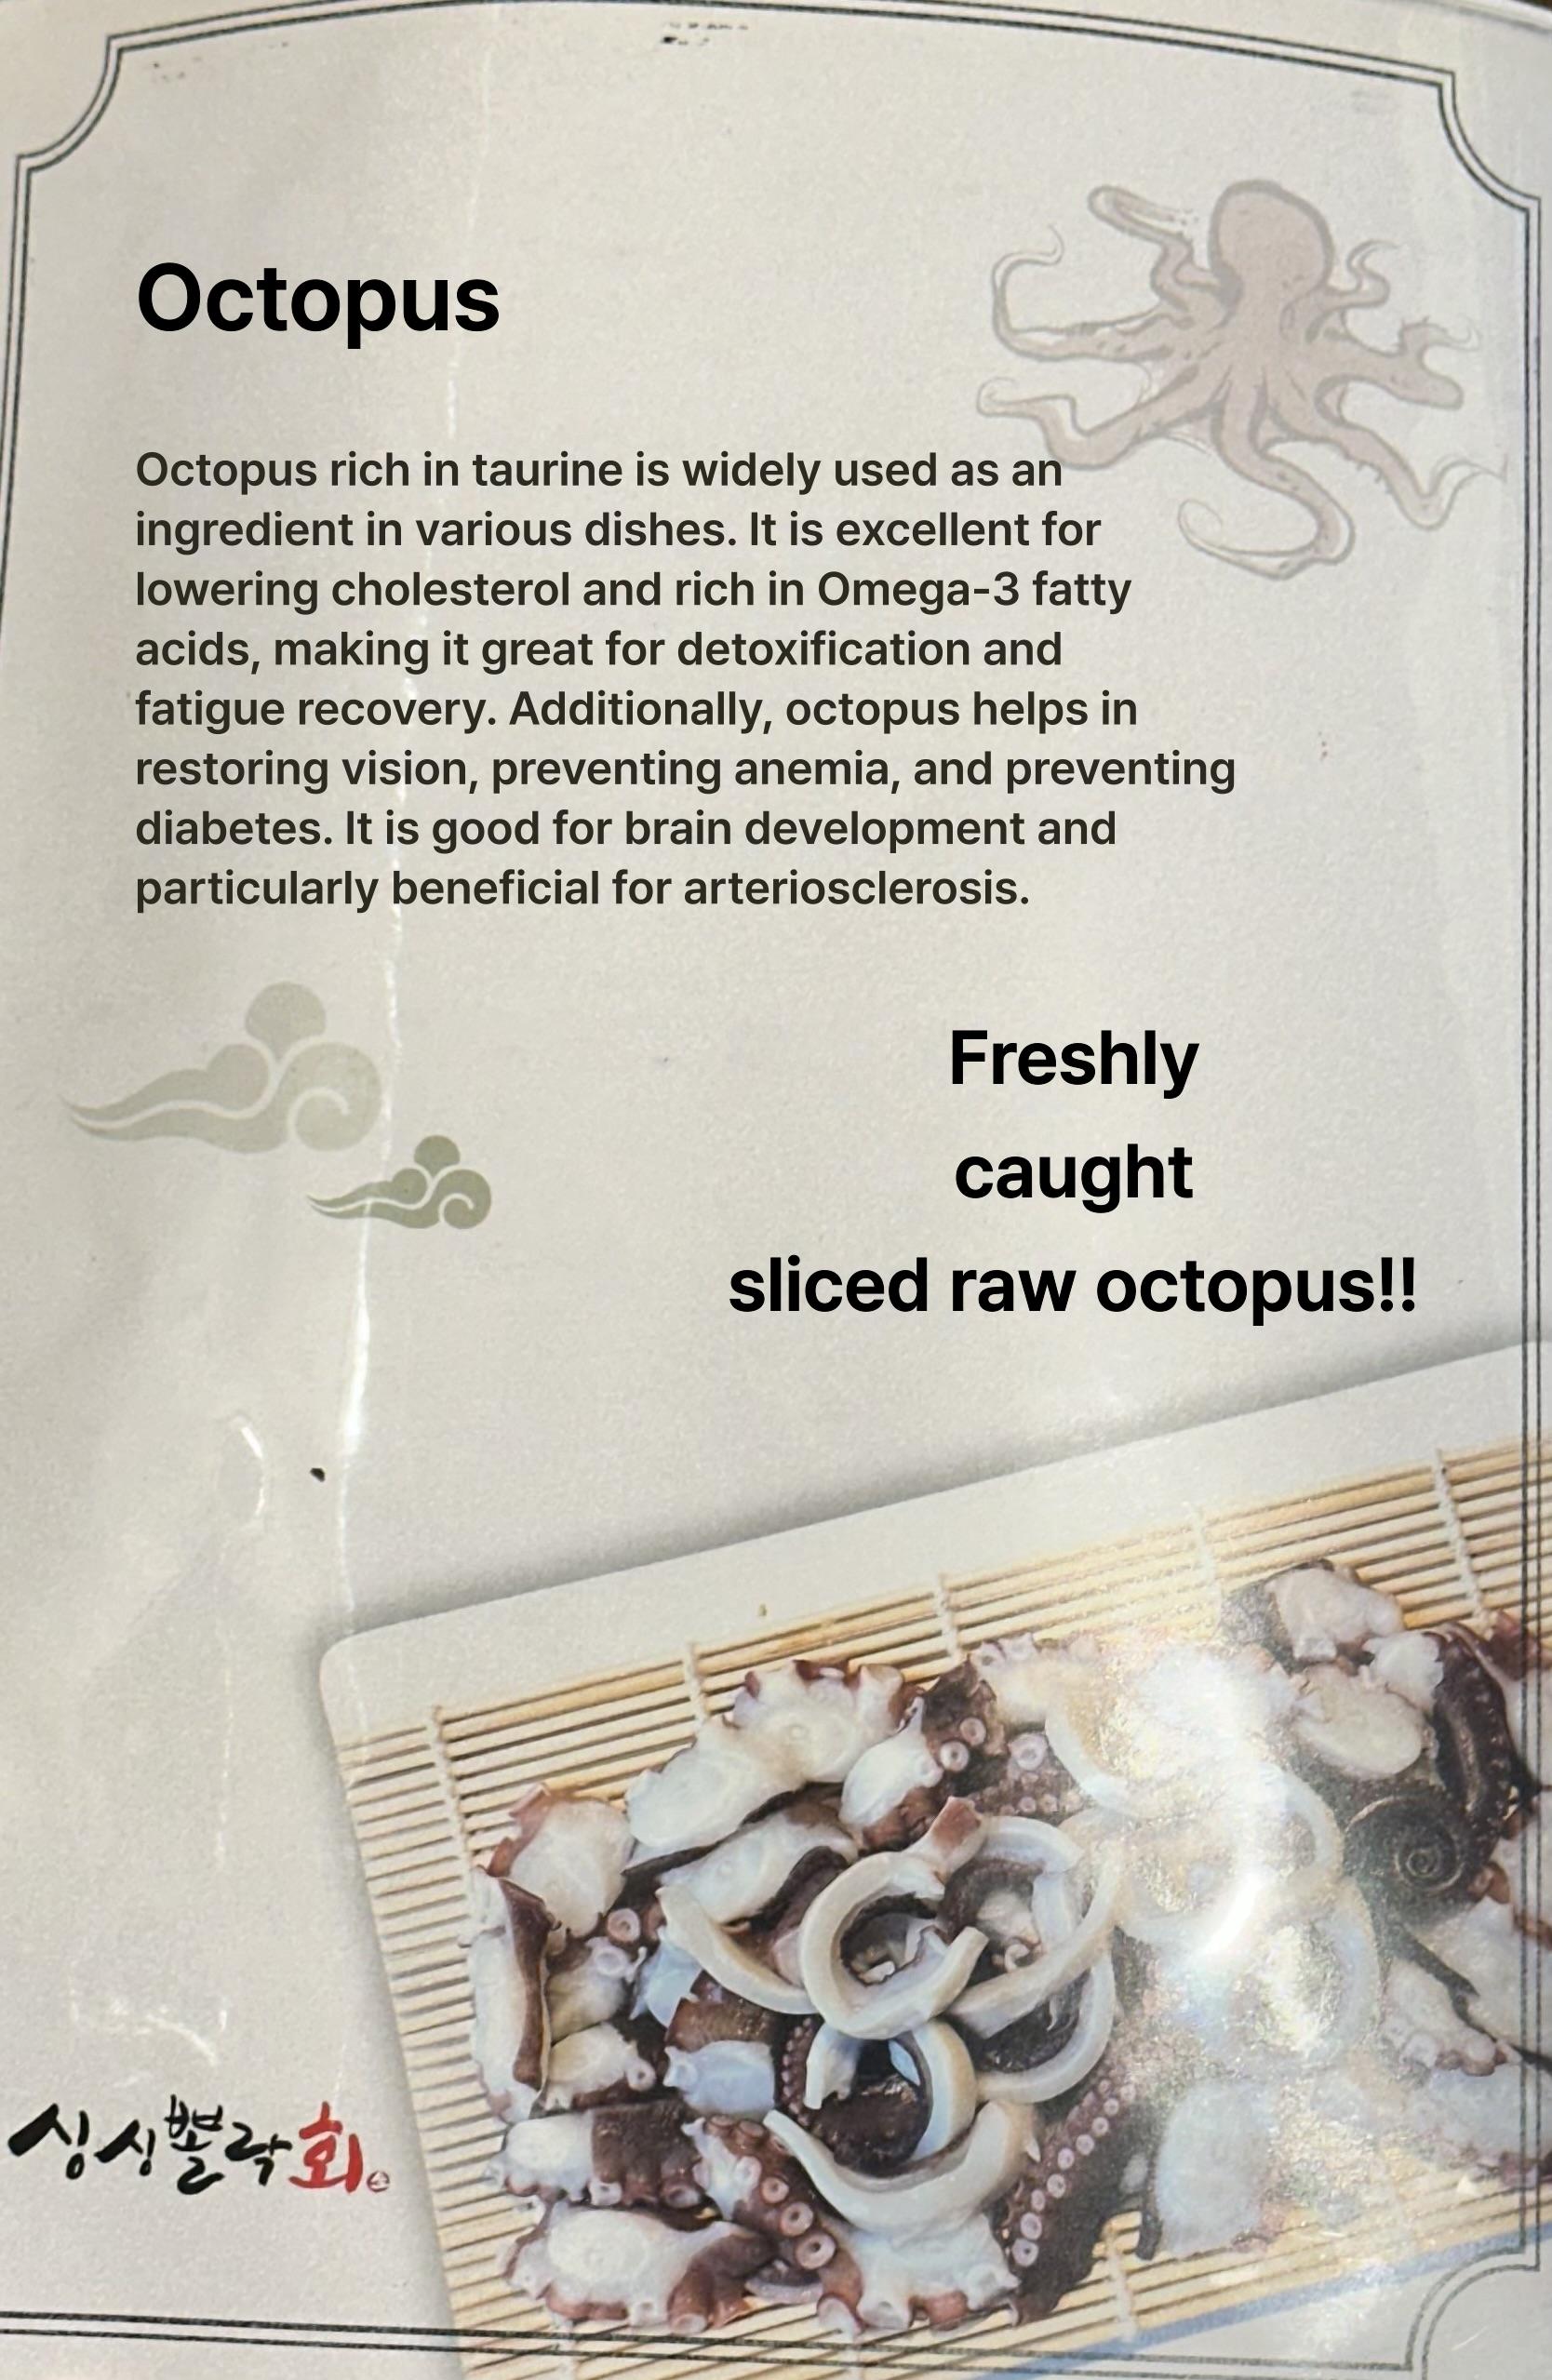 Octopus
Octopus rich in taurine is widely used as an
ingredient in various dishes. It is excellent for
lowering cholesterol and rich in Omega-3 fatty
acids, making it great for detoxification and
fatigue recovery. Additionally, octopus helps in
restoring vision, preventing anemia, and preventing
diabetes. It is good for brain development and
particularly beneficial for arteriosclerosis.
Freshly
caught
sliced raw octopus!!
싱싱뽈락회